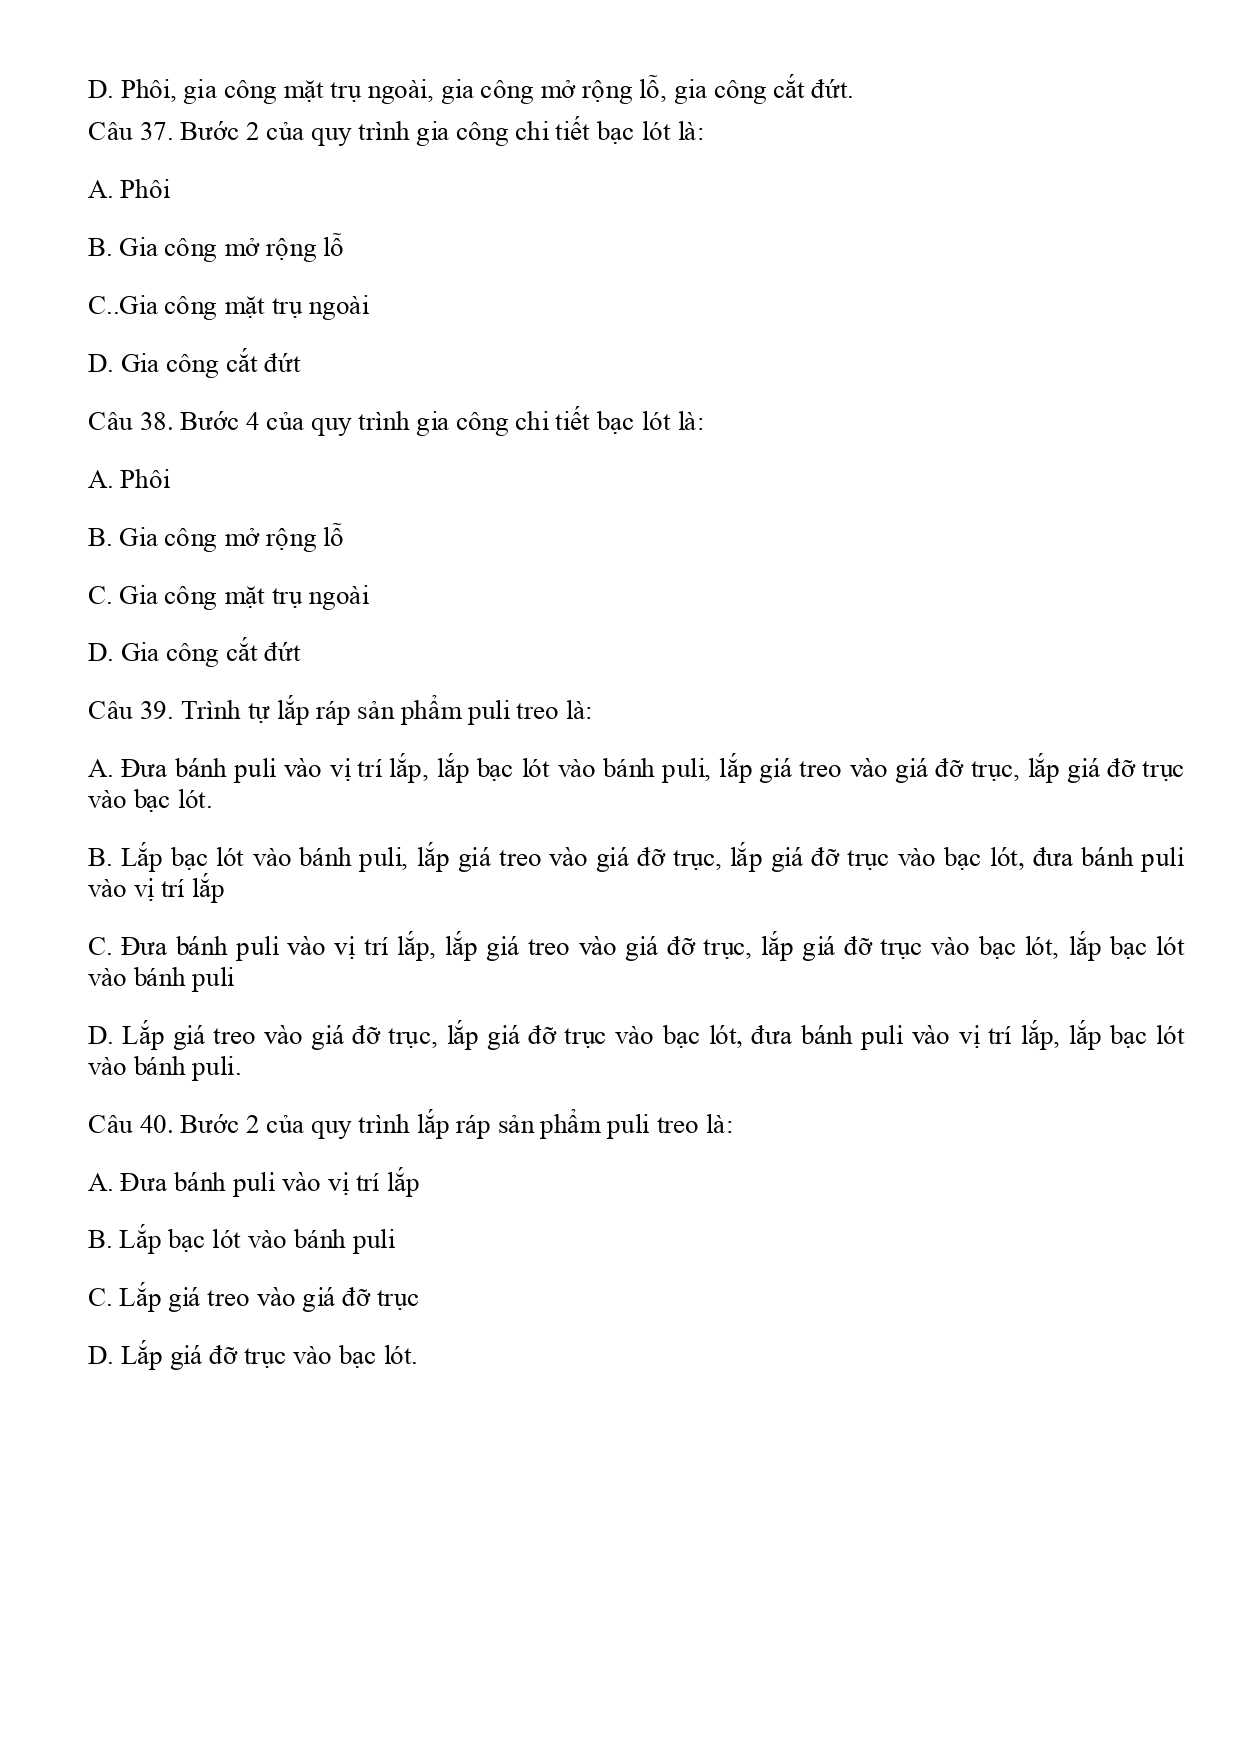 D. Phôi, gia công mặt trụ ngoài, gia công mở rộng lỗ, gia công cắt đứt.
Câu 37. Bước 2 của quy trình gia công chi tiết bạc lót là:
A. Phôi
B. Gia công mở rộng lỗ
C..Gia công mặt trụ ngoài
D. Gia công cắt đứt
Câu 38. Bước 4 của quy trình gia công chi tiết bạc lót là:
A. Phôi
B. Gia công mở rộng lỗ
C. Gia công mặt trụ ngoài
D. Gia công cắt đứt
Câu 39. Trình tự lắp ráp sản phẩm puli treo là:
A. Đưa bánh puli vào vị trí lắp, lắp bạc lót vào bánh puli, lắp giá treo vào giá đỡ trục, lắp giá đỡ trục
vào bạc lót.
B. Lắp bạc lót vào bánh puli, lắp giá treo vào giá đỡ trục, lắp giá đỡ trục vào bạc lót, đưa bánh puli
vào vị trí lắp
C. Đưa bánh puli vào vị trí lắp, lắp giá treo vào giá đỡ trục, lắp giá đỡ trục vào bạc lót, lắp bạc lót
vào bánh puli
D. Lắp giá treo vào giá đỡ trục, lắp giá đỡ trục vào bạc lót, đưa bánh puli vào vị trí lắp, lắp bạc lót
vào bánh puli.
Câu 40. Bước 2 của quy trình lắp ráp sản phẩm puli treo là:
A. Đưa bánh puli vào vị trí lắp
B. Lắp bạc lót vào bánh puli
C. Lắp giá treo vào giá đỡ trục
D. Lắp giá đỡ trục vào bạc lót.